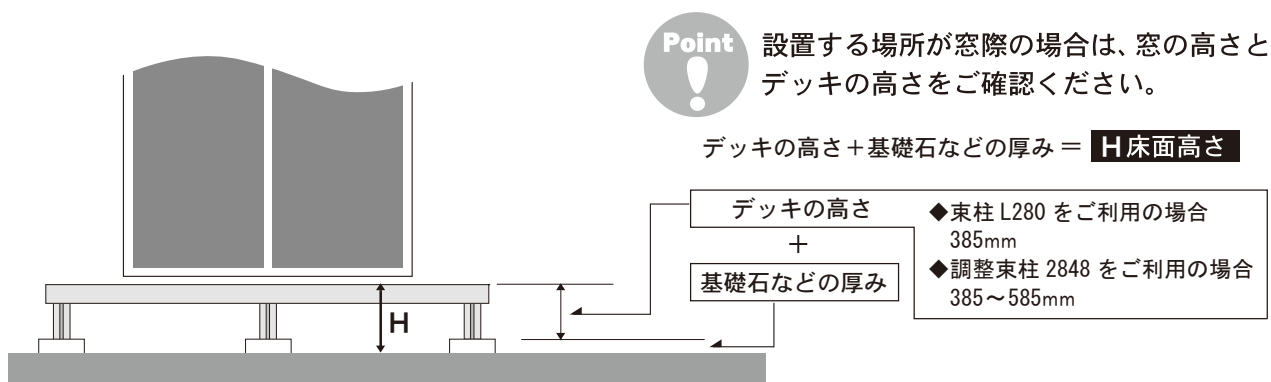 Point
設置する場所が窓際の場合は、窓の高さと
デッキの高さをご確認ください。
デッキの高さ＋基礎石などの厚み＝ H床面高さ
デッキの高さ
＋
基礎石などの厚み
◆束柱 L280 をご利用の場合
385mm
◆調整束柱 2848 をご利用の場合
385～585mm
H